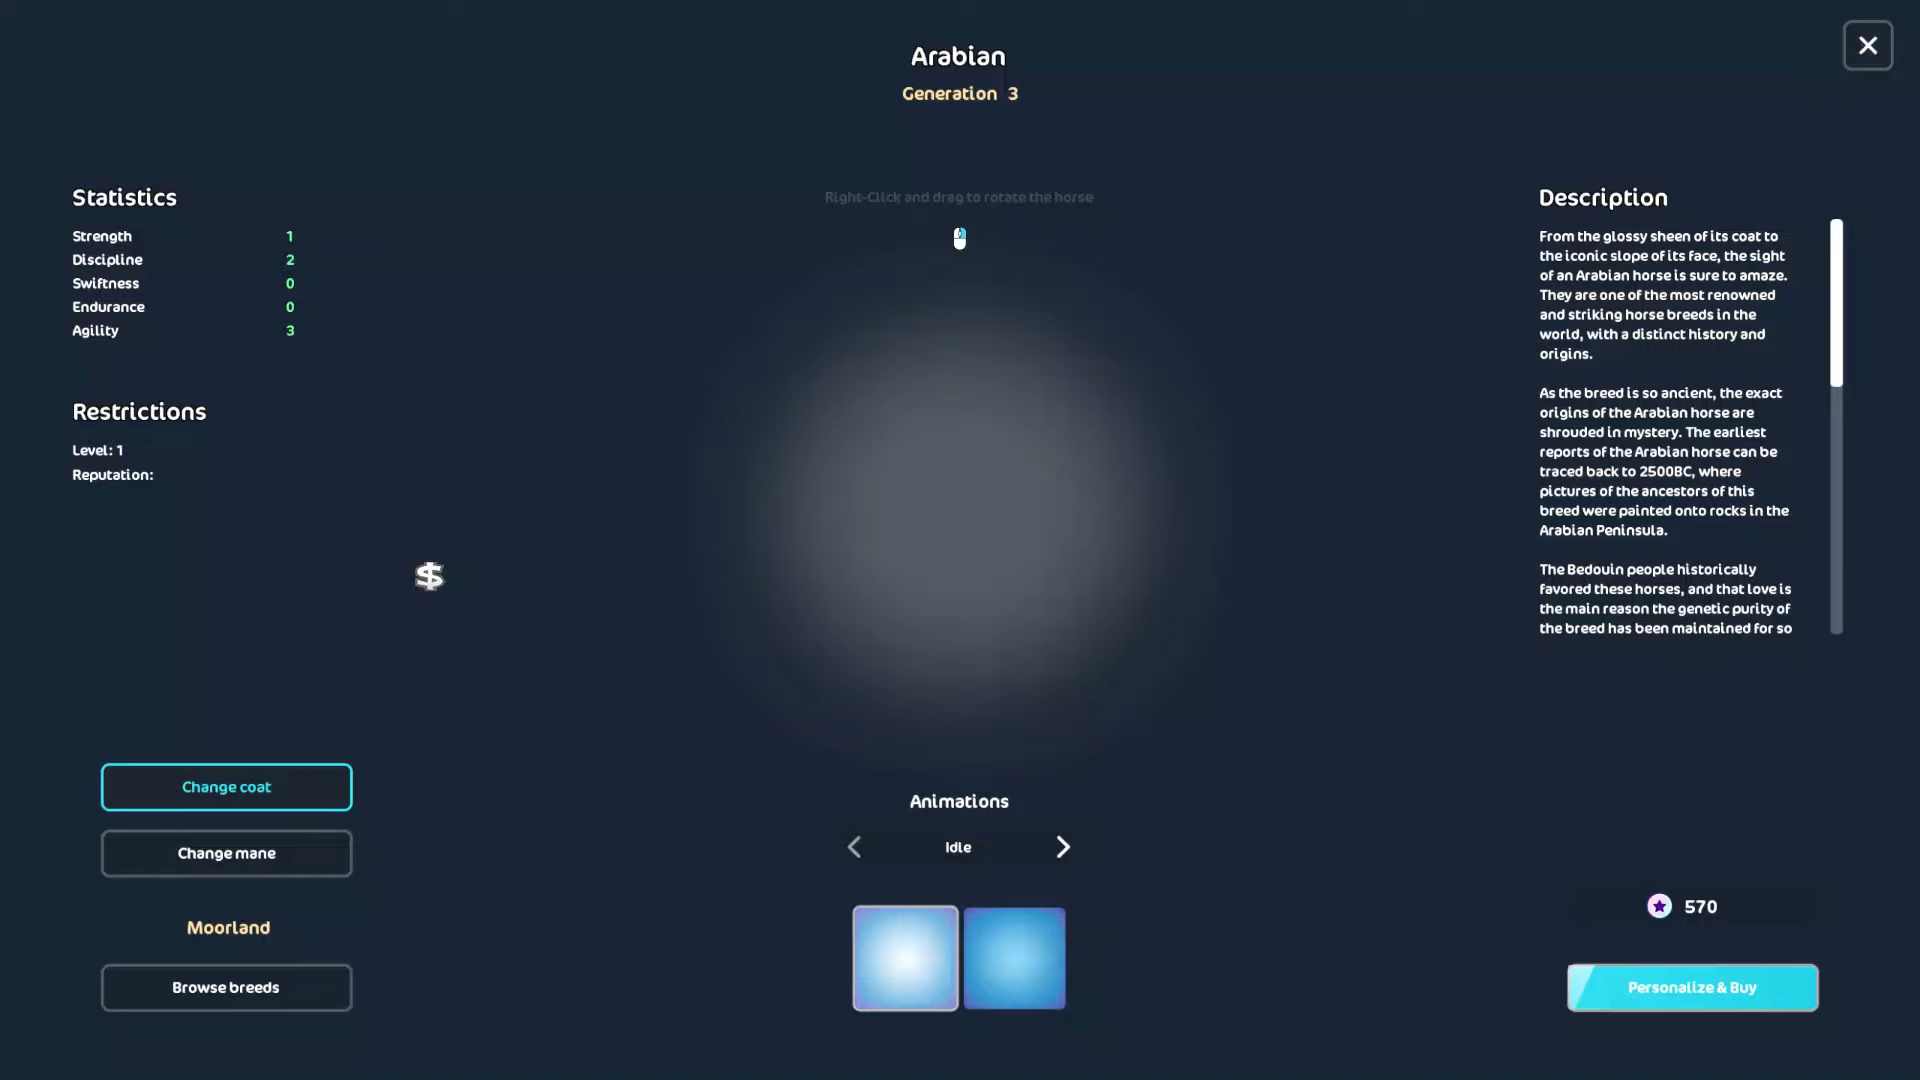 Arabian
Generation 3
Statistics
Strength 1
Discipline 2
Swiftness 0
Endurance 0
Agility 3
Restrictions
Level: 1
Reputation:
$
Change coat
Change mane
Moorland
Browse breeds
Right-Click and drag to rotate the horse
Animations
Idle
Description
From the glossy sheen of its coat to
the iconic slope of its face, the sight
of an Arabian horse is sure to amaze.
They are one of the most renowned
and striking horse breeds in the
world, with a distinct history and
origins.
As the breed is so ancient, the exact
origins of the Arabian horse are
shrouded in mystery. The earliest
reports of the Arabian horse can be
traced back to 2500BC, where
pictures of the ancestors of this
breed were painted onto rocks in the
Arabian Peninsula.
The Bedouin people historically
favored these horses, and that love is
the main reason the genetic purity of
the breed has been maintained for so
570
Personalize & Buy